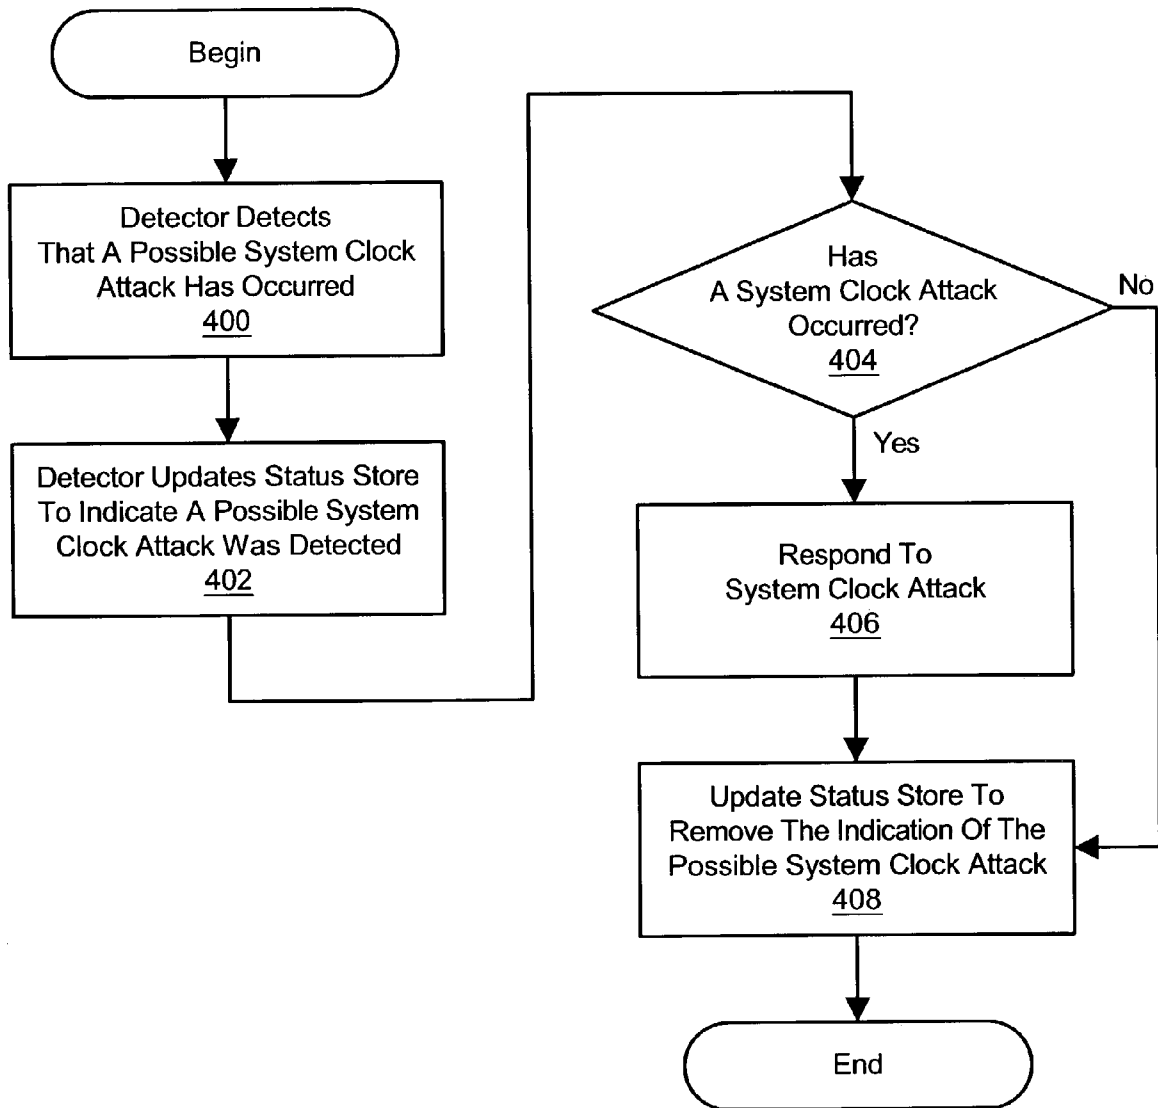 Begin
Detector Detects
That A Possible System Clock
Attack Has Occurred
400
Detector Updates Status Store
To Indicate A Possible System
Clock Attack Was Detected
402
Has
A System Clock Attack
Occurred?
404
No
Yes
Respond To
System Clock Attack
406
Update Status Store To
Remove The Indication Of The
Possible System Clock Attack
408
End